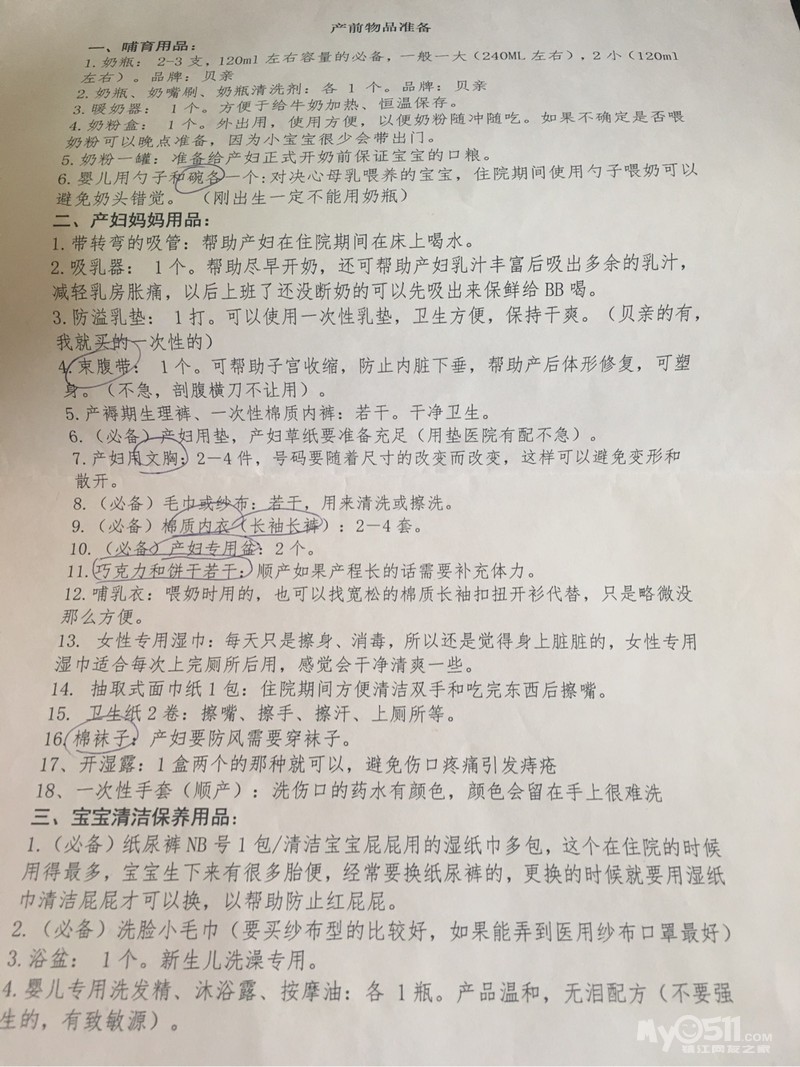 产前物品准备
一、哺育用品：
1.奶瓶： 2-3支，120ml左右容量的必备，一般一大（240ML左右），2小（120ml
左右）。品牌：贝亲
2.奶瓶、奶嘴刷、奶瓶清洗剂：各 1 个。品牌：贝亲
3.暖奶器： 1个。方便于给牛奶加热、恒温保存。
4.奶粉盒： 1个。外出用，使用方便，以便奶粉随冲随吃。如果不确定是否喂
奶粉可以晚点准备，因为小宝宝很少会带出门。
5.奶粉一罐：准备给产妇正式开奶前保证宝宝的口粮。
6.婴儿用勺子和碗各一个：对决心母乳喂养的宝宝，住院期间使用勺子喂奶可以
避免奶头错觉。 （刚出生一定不能用奶瓶）
二、产妇妈妈用品：
1.带转弯的吸管：帮助产妇在住院期间在床上喝水。
2.吸乳器： 1个。帮助尽早开奶，还可帮助产妇乳汁丰富后吸出多余的乳汁，
减轻乳房胀痛，以后上班了还没断奶的可以先吸出来保鲜给BB喝。
3.防溢乳垫： 1打。可以使用一次性乳垫，卫生方便，保持干爽。（贝亲的有，
我就买的一次性的）
4.束腹带： 1个。可帮助子宫收缩，防止内脏下垂，帮助产后体形修复，可塑
身。（不急，剖腹横刀不让用）。
5.产褥期生理裤、一次性棉质内裤：若干。干净卫生。
6.（必备）产妇用垫，产妇草纸要准备充足（用垫医院有配不急）。
7.产妇用文胸：2－4件，号码要随着尺寸的改变而改变，这样可以避免变形和
散开。
8.（必备）毛巾或纱布：若干，用来清洗或擦洗。
9.（必备）棉质内衣（长袖长裤）：2－4套。
10.（必备）产妇专用盆：2个。
11.巧克力和饼干若干：顺产如果产程长的话需要补充体力。
12.哺乳衣：喂奶时用的，也可以找宽松的棉质长袖扣扭开衫代替，只是略微没
那么方便。
13. 女性专用湿巾：每天只是擦身、消毒，所以还是觉得身上脏脏的，女性专用
湿巾适合每次上完厕所后用，感觉会干净清爽一些。
14. 抽取式面巾纸1包：住院期间方便清洁双手和吃完东西后擦嘴。
15. 卫生纸2卷：擦嘴、擦手、擦汗、上厕所等。
16.棉袜子：产妇要防风需要穿袜子。
17、开湿露：1盒两个的那种就可以，避免伤口疼痛引发痔疮
18、一次性手套（顺产）：洗伤口的药水有颜色，颜色会留在手上很难洗
三、宝宝清洁保养用品：
1.（必备）纸尿裤NB号1包/清洁宝宝屁屁用的湿纸巾多包，这个在住院的时候
用得最多，宝宝生下来有很多胎便，经常要换纸尿裤的，更换的时候就要用湿纸
巾清洁屁屁才可以换，以帮助防止红屁屁。
2.（必备）洗脸小毛巾（要买纱布型的比较好，如果能弄到医用纱布口罩最好）
3.浴盆： 1个。新生儿洗澡专用。
4.婴儿专用洗发精、沐浴露、按摩油：各 1瓶。产品温和，无泪配方（不要强
生的，有致敏源）。
My0511.COM
镇江网友之家